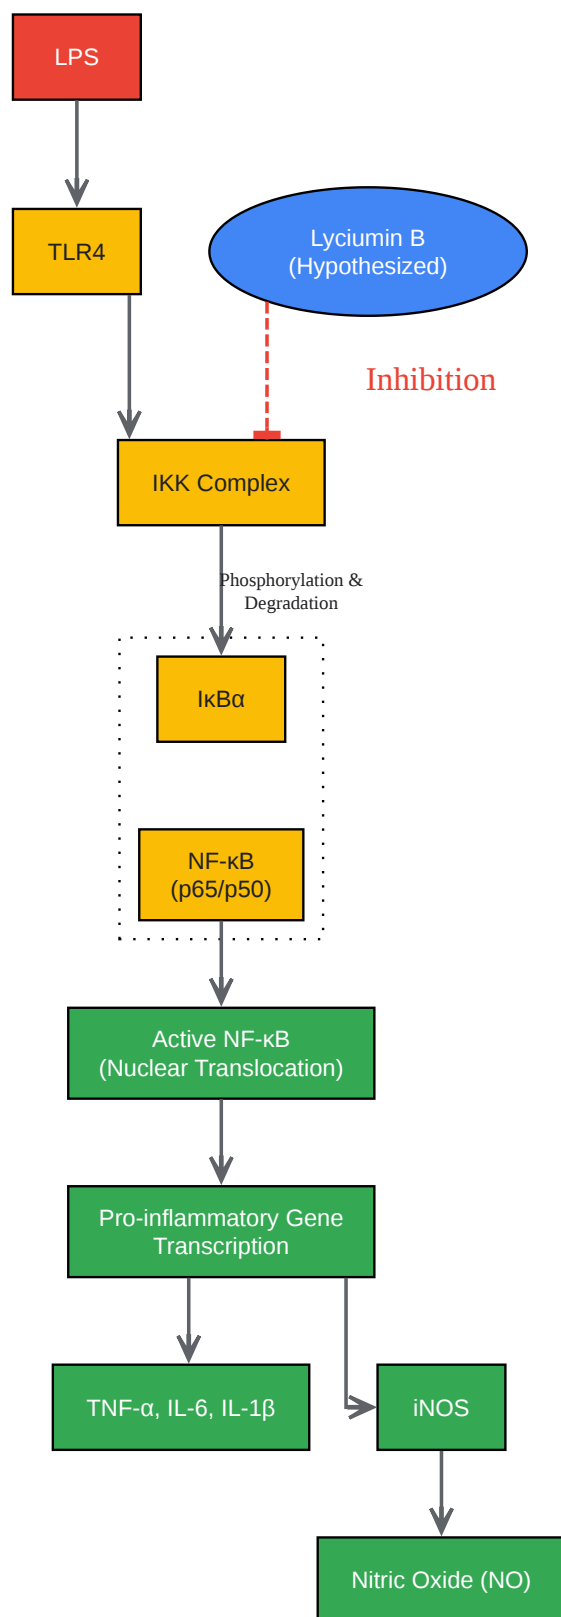 LPS
TLR4
Lyciumin B
(Hypothesized)
Inhibition
IKK Complex
Phosphorylation &
Degradation
IκBα
NF-κB
(p65/p50)
Active NF-κB
(Nuclear Translocation)
Pro-inflammatory Gene
Transcription
TNF-α, IL-6, IL-1β
iNOS
Nitric Oxide (NO)